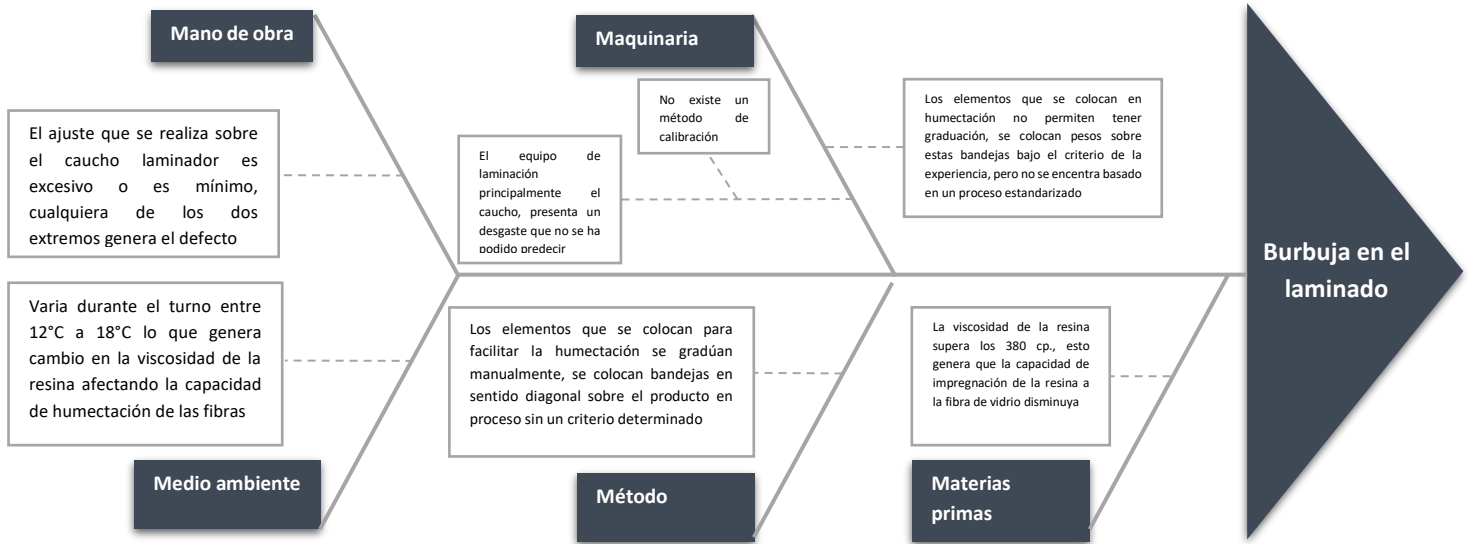 Mano de obra
Maquinaria
El ajuste que se realiza sobre
el caucho laminador es
excesivo o es mínimo,
cualquiera de los dos
extremos genera el defecto
El equipo de
laminación
principalmente el
caucho, presenta un
desgaste que no se ha
podido predecir
No existe un
método de
calibración
Los elementos que se colocan en
humectación no permiten tener
graduación, se colocan pesos sobre
estas bandejas bajo el criterio de la
experiencia, pero no se encentra basado
en un proceso estandarizado
Burbuja en el
laminado
Varia durante el turno entre
12°C a 18°C lo que genera
cambio en la viscosidad de la
resina afectando la capacidad
de humectación de las fibras
Los elementos que se colocan para
facilitar la humectación se gradúan
manualmente, se colocan bandejas en
sentido diagonal sobre el producto en
proceso sin un criterio determinado
La viscosidad de la resina
supera los 380 cp., esto
genera que la capacidad de
impregnación de la resina a
la fibra de vidrio disminuya
Medio ambiente
Método
Materias
primas